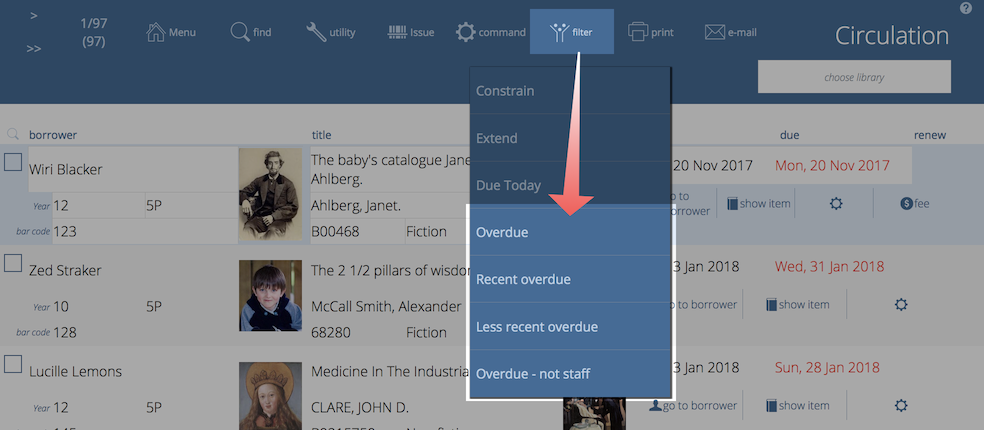 >
1/97
?
>>
(97)
Menu
find
utility
Issue
command
filter
print
e-mail
Circulation
choose library
Constrain
Extend
Due Today
Overdue
Recent overdue
Less recent overdue
Overdue - not staff
borrower
title
due
renew
Wiri Blacker
The baby's catalogue Jane
Ahlberg.
20 Nov 2017
Mon, 20 Nov 2017
Year 12
5P
Ahlberg, Janet.
show item
fee
bar code 123
B00468
Fiction
Zed Straker
The 2 1/2 pillars of wisdo
3 Jan 2018
Wed, 31 Jan 2018
Year 10
5P
McCall Smith, Alexander
o to borrower
show item
bar code 128
68280
Fiction
Lucille Lemons
Medicine In The Industria
3 Jan 2018
Sun, 28 Jan 2018
Year 12
5P
CLARE, JOHN D.
go to borrower
show item